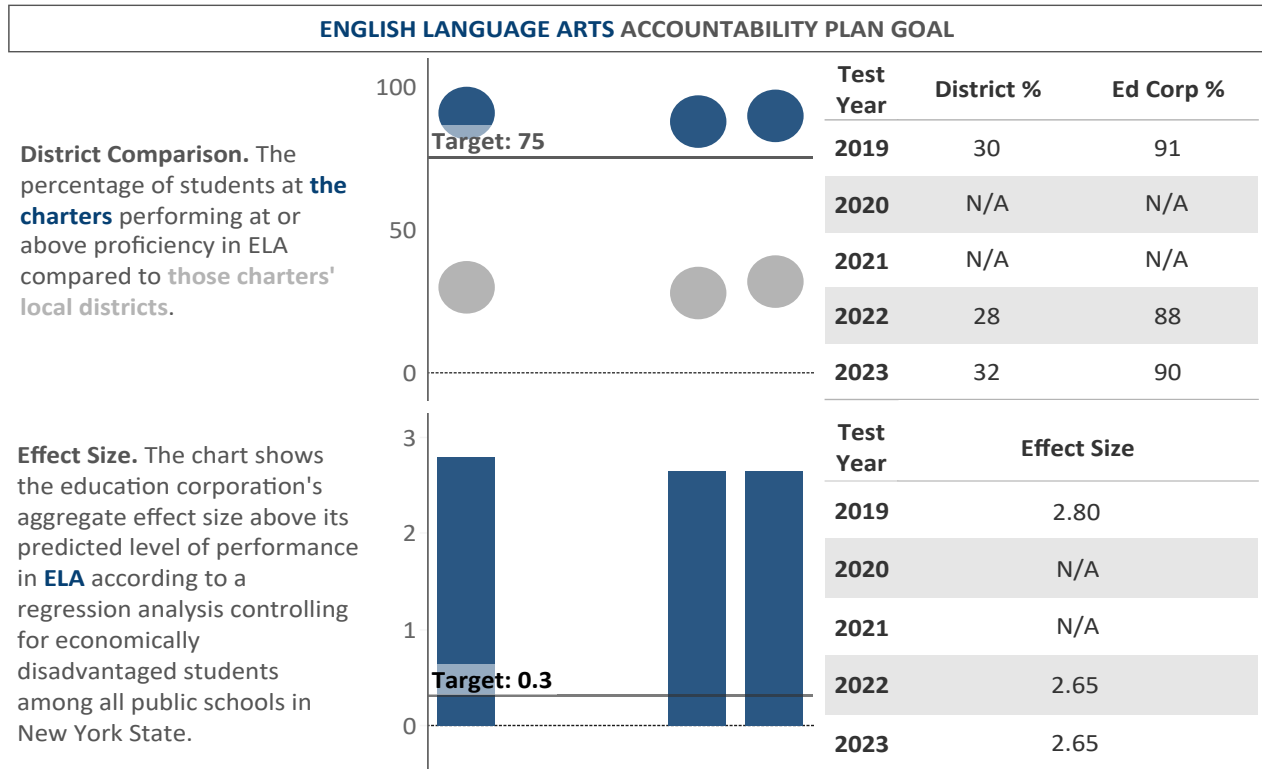 ENGLISH LANGUAGE ARTS ACCOUNTABILITY PLAN GOAL
District Comparison. The
percentage of students at the
charters performing at or
above proficiency in ELA
compared to those charters'
local districts.
100
Target: 75
50
0
Test Year District % Ed Corp %
2019 30 91
2020 N/A N/A
2021 N/A N/A
2022 28 88
2023 32 90
Effect Size. The chart shows
the education corporation's
aggregate effect size above its
predicted level of performance
in ELA according to a
regression analysis controlling
for economically
disadvantaged students
among all public schools in
New York State.
3
2
1
Target: 0.3
0
Test Year Effect Size
2019 2.80
2020 N/A
2021 N/A
2022 2.65
2023 2.65